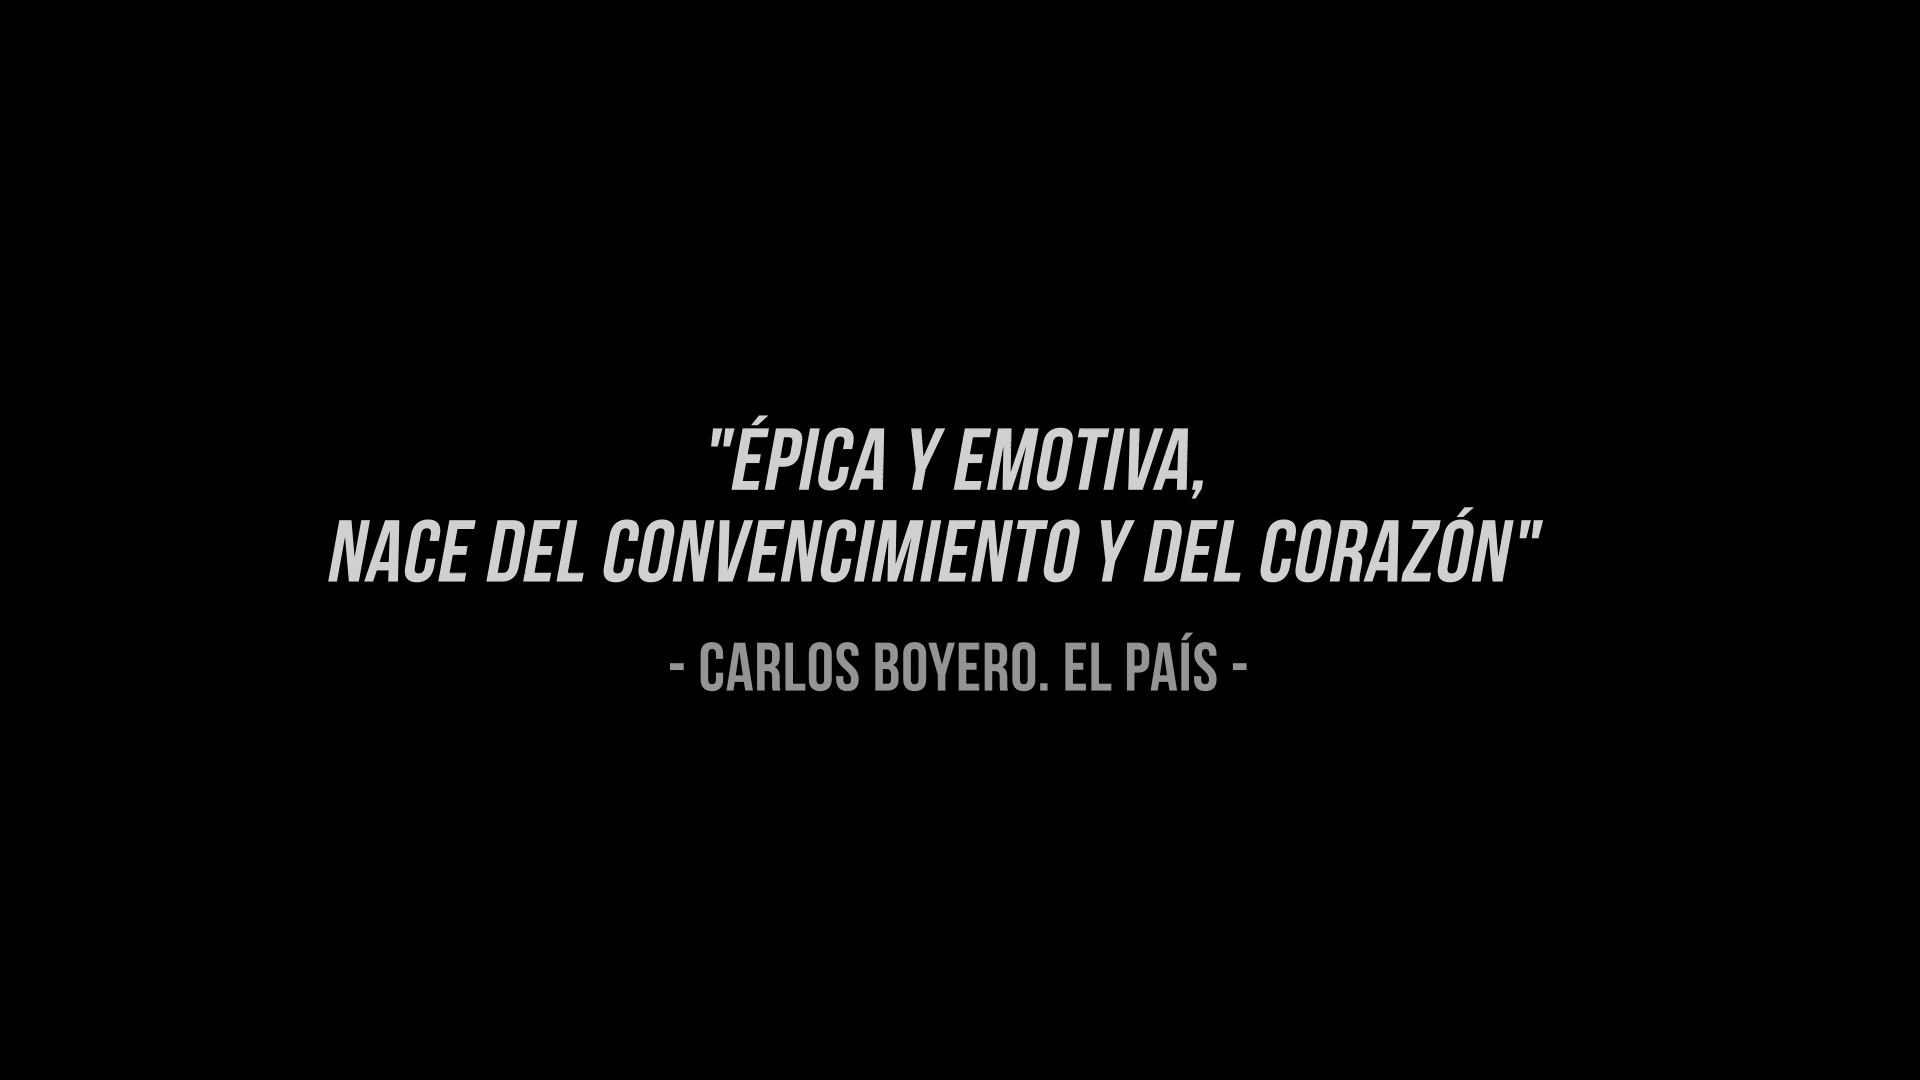 "ÉPICA Y EMOTIVA,
NACE DEL CONVENCIMIENTO Y DEL CORAZÓN"
- CARLOS BOYERO. EL PAÍS -